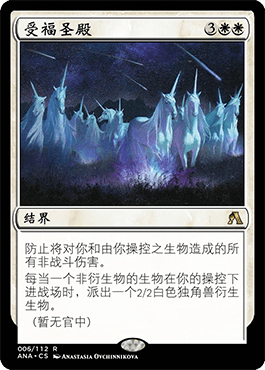 受福圣殿 3
结界
防止将对你和由你操控之生物造成的所
有非战斗伤害。
每当一个非衍生物的生物在你的操控下
进战场时，派出一个2/2白色独角兽衍生
生物。
（暂无官中）
006/112 R
ANA • CS Anastasia Ovchinnikova